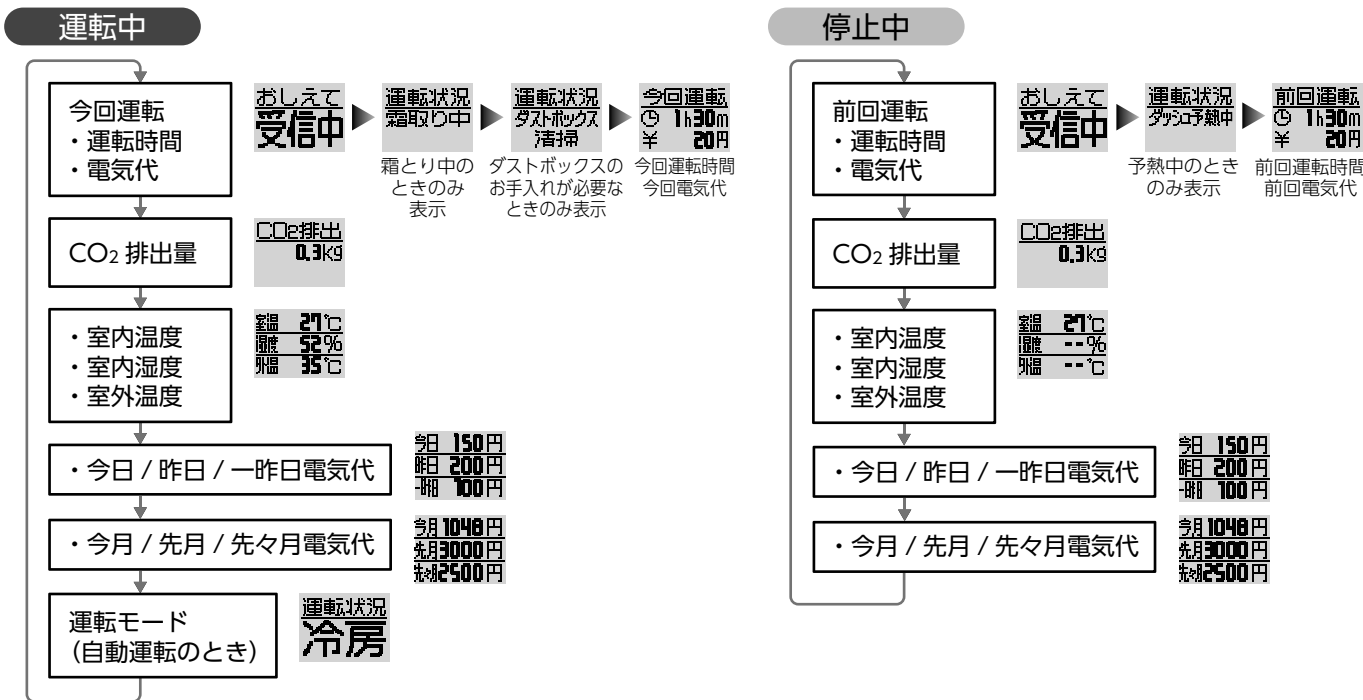 運転中
今回運転
・運転時間
・電気代
おしえて
受信中
運転状況
霜取り中
霜とり中の
ときのみ
表示
運転状況
ダストボックス
清掃
ダストボックスの
お手入れが必要な
ときのみ表示
今回運転
1h30m
¥ 20円
今回運転時間
今回電気代
CO2 排出量
CO2排出
0.3kg
・室内温度
・室内湿度
・室外温度
室温 27℃
湿度 52%
外温 35℃
・今日 / 昨日 / 一昨日電気代
今日 150円
昨日 200円
一昨日 100円
・今月 / 先月 / 先々月電気代
今月1048円
先月3000円
先々月2500円
運転モード
（自動運転のとき）
運転状況
冷房
停止中
前回運転
・運転時間
・電気代
おしえて
受信中
運転状況
ダッシュ予熱中
予熱中のとき
のみ表示
前回運転
1h30m
¥ 20円
前回運転時間
前回電気代
CO2 排出量
CO2排出
0.3kg
・室内温度
・室内湿度
・室外温度
室温 27℃
湿度 --%
外温 --℃
・今日 / 昨日 / 一昨日電気代
今日 150円
昨日 200円
一昨日 100円
・今月 / 先月 / 先々月電気代
今月1048円
先月3000円
先々月2500円